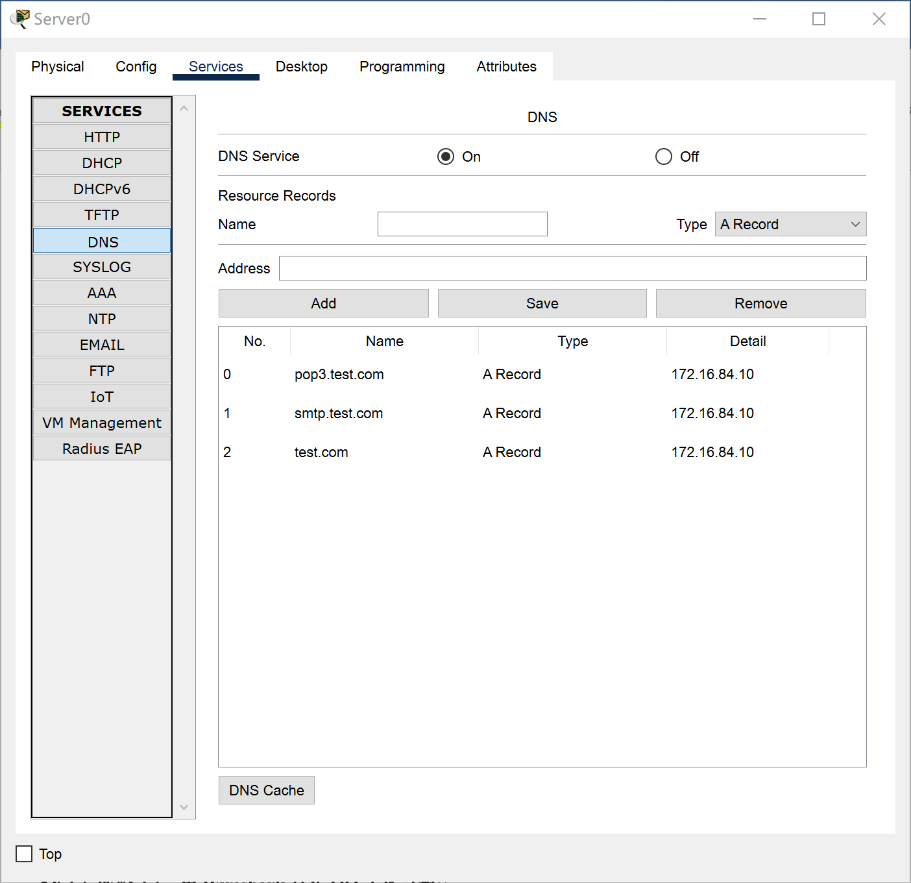 Server0
Physical Config Services Desktop Programming Attributes
SERVICES
HTTP
DHCP
DHCPv6
TFTP
DNS
SYSLOG
AAA
NTP
EMAIL
FTP
IoT
VM Management
Radius EAP
DNS
DNS Service On Off
Resource Records
Name Type A Record
Address
Add Save Remove
No. Name Type Detail
0 pop3.test.com A Record 172.16.84.10
1 smtp.test.com A Record 172.16.84.10
2 test.com A Record 172.16.84.10
DNS Cache
Top